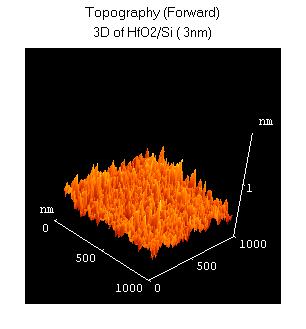 Topography (Forward)
3D of HfO2/Si ( 3nm)
nm
1
nm
0
500
1000
0
500
1000